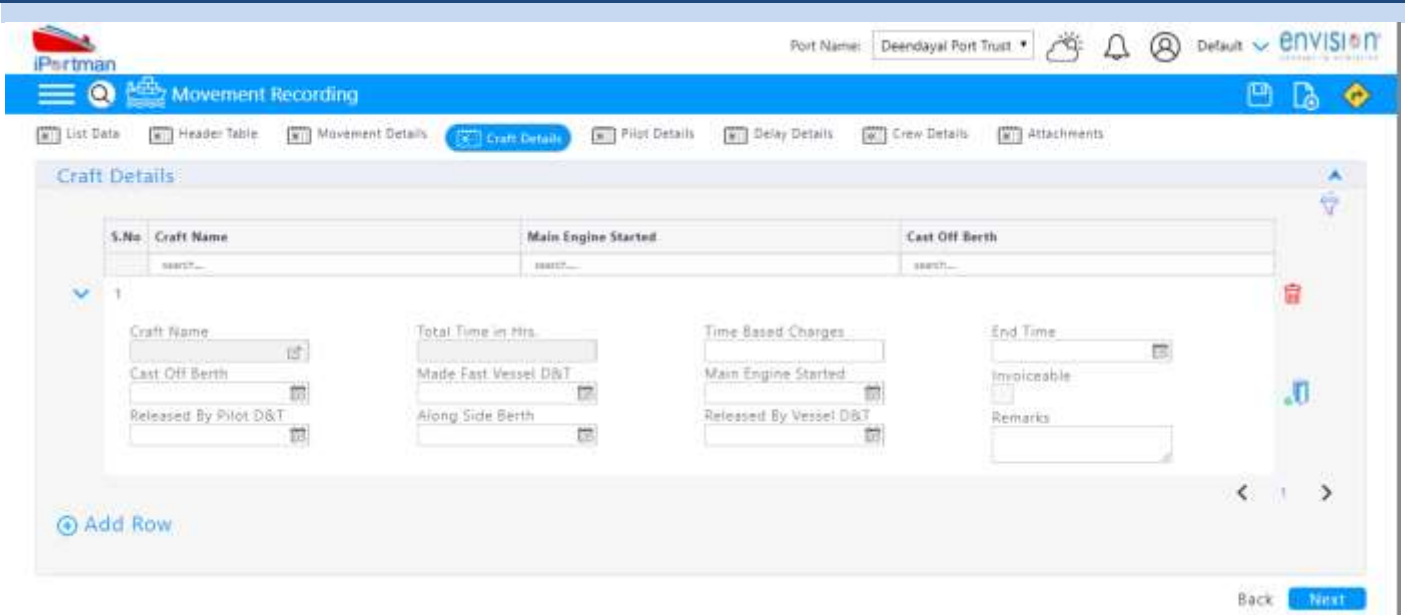 iPortman
Port Name: Deendayal Port Trust Default envision
Movement Recording
List Data Header Table Movement Details Craft Details Pilot Details Delay Details Crew Details Attachments
Craft Details
S.No Craft Name Main Engine Started Cast Off Berth
search... search... search...
1
Craft Name Total Time in Hrs. Time Based Charges End Time
Cast Off Berth Made Fast Vessel D&T Main Engine Started Invoiceable
Released By Pilot D&T Along Side Berth Released By Vessel D&T Remarks
1
Add Row
Back Next